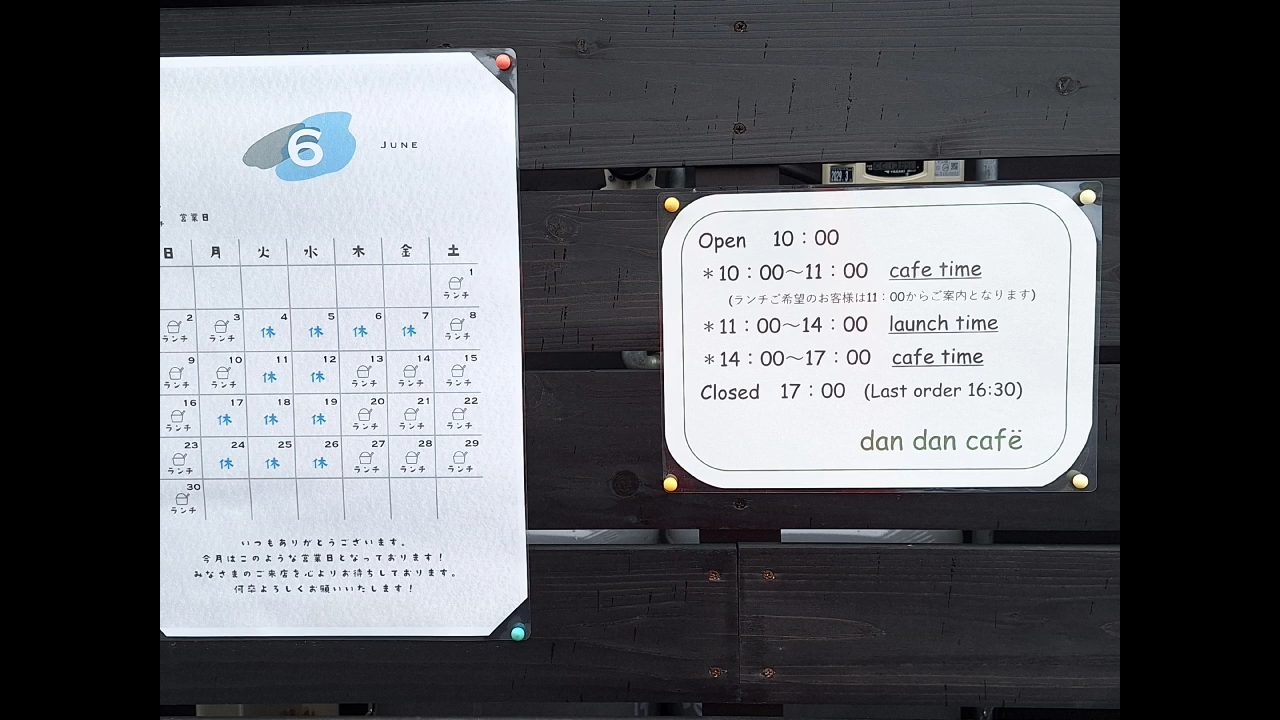 6 JUNE
営業日
日 月 火 水 木 金 土
1
ランチ
2 3 4 5 6 7 8
ランチ ランチ 休 休 休 休 ランチ
9 10 11 12 13 14 15
ランチ ランチ 休 休 ランチ ランチ ランチ
16 17 18 19 20 21 22
ランチ 休 休 休 ランチ ランチ ランチ
23 24 25 26 27 28 29
ランチ 休 休 休 ランチ ランチ ランチ
30
ランチ
いつもありがとうございます。
今月はこのような営業日となっております！
みなさまのご来店を心よりお待ちしております。
何卒よろしくお願いいたします！
Open 10：00
＊10：00～11：00 cafe time
(ランチご希望のお客様は11：00からご案内となります)
＊11：00～14：00 launch time
＊14：00～17：00 cafe time
Closed 17：00 (Last order 16:30)
dan dan cafë